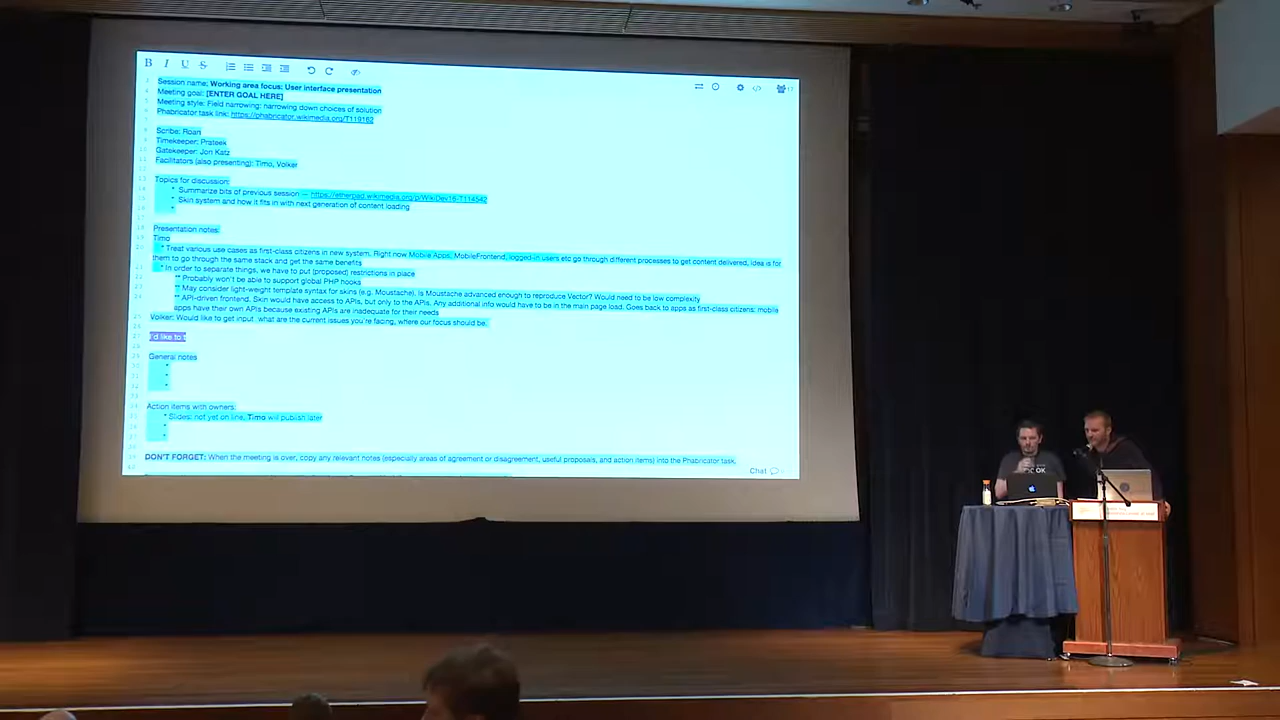 Session name: Working area focus: User interface presentation
Meeting goal: [ENTER GOAL HERE]
Meeting style: Field narrowing: narrowing down choices of solution
Phabricator task link: https://phabricator.wikimedia.org/T119162
Scribe: Roan
Timekeeper: Prateek
Gatekeeper: Jon Katz
Facilitators (also presenting): Timo, Volker
Topics for discussion:
* Summarize bits of previous session — https://etherpad.wikimedia.org/p/WikiDev16-T114542
* Skin system and how it fits in with next generation of content loading
*
Presentation notes:
Timo
* Treat various use cases as first-class citizens in new system. Right now Mobile Apps, MobileFrontend, logged-in users etc go through different processes to get content delivered, idea is for
them to go through the same stack and get the same benefits
* In order to separate things, we have to put (proposed) restrictions in place
** Probably won't be able to support global PHP hooks
** May consider light-weight template syntax for skins (e.g. Moustache). Is Moustache advanced enough to reproduce Vector? Would need to be low complexity
** API-driven frontend. Skin would have access to APIs, but only to the APIs. Any additional info would have to be in the main page load. Goes back to apps as first-class citizens: mobile
apps have their own APIs because existing APIs are inadequate for their needs
Volker: Would like to get input what are the current issues you're facing, where our focus should be.
I'd like to t
General notes
*
*
*
Action items with owners:
* Slides: not yet on line, Timo will publish later
*
*
DON'T FORGET: When the meeting is over, copy any relevant notes (especially areas of agreement or disagreement, useful proposals, and action items) into the Phabricator task.
Chat
OK